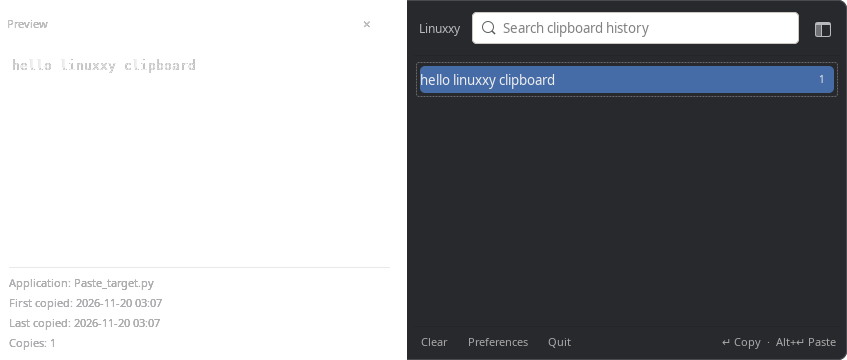 Preview ×
hello linuxxy clipboard
Application: Paste_target.py
First copied: 2026-11-20 03:07
Last copied: 2026-11-20 03:07
Copies: 1
Linuxxy Search clipboard history
hello linuxxy clipboard 1
Clear Preferences Quit ↵ Copy · Alt+↵ Paste